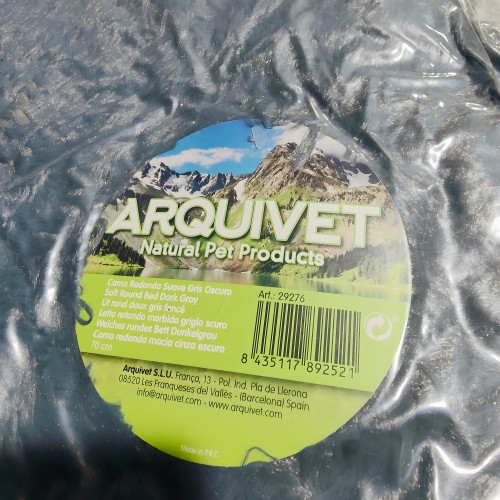 ARQUIVET
Natural Pet Products
Cama Redonda Suave Gris Oscuro
Soft Round Bed Dark Gray
Lit rond doux gris foncé
Letto rotondo morbido grigio scuro
Weiches rundes Bett Dunkelgrau
Cama redonda macia cinza escuro
70 cm
Art.: 29276
8 435117 892521
Arquivet S.L.U. França, 13 - Pol. Ind. Pla de Llerona
08520 Les Franqueses del Vallès - (Barcelona) Spain
info@arquivet.com - www.arquivet.com
Made in P.R.C